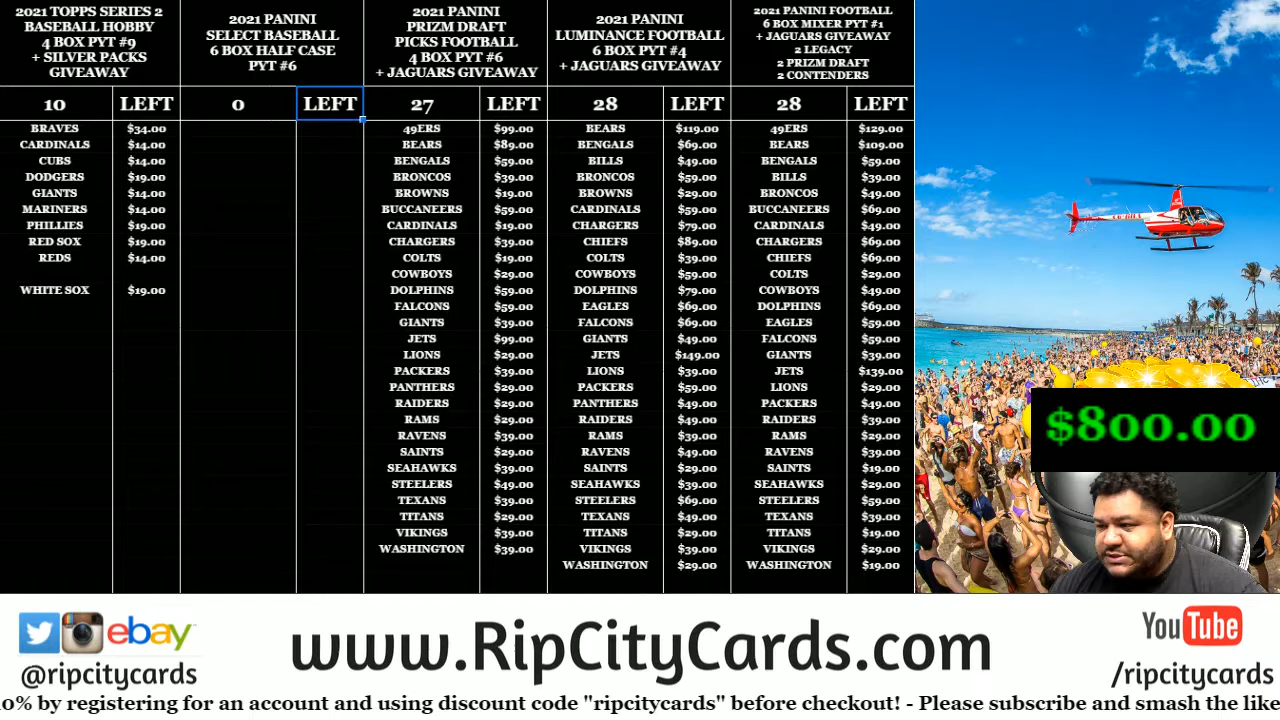 2021 TOPPS SERIES 2
BASEBALL HOBBY
4 BOX PYT #9
+ SILVER PACKS
GIVEAWAY
10 LEFT
BRAVES $34.00
CARDINALS $14.00
CUBS $14.00
DODGERS $19.00
GIANTS $14.00
MARINERS $14.00
PHILLIES $19.00
RED SOX $19.00
REDS $14.00
WHITE SOX $19.00
2021 PANINI
SELECT BASEBALL
6 BOX HALF CASE
PYT #6
0 LEFT
2021 PANINI
PRIZM DRAFT
PICKS FOOTBALL
4 BOX PYT #6
+ JAGUARS GIVEAWAY
27 LEFT
49ERS $99.00
BEARS $89.00
BENGALS $59.00
BRONCOS $39.00
BROWNS $19.00
BUCCANEERS $59.00
CARDINALS $19.00
CHARGERS $39.00
COLTS $19.00
COWBOYS $29.00
DOLPHINS $59.00
FALCONS $59.00
GIANTS $39.00
JETS $99.00
LIONS $29.00
PACKERS $39.00
PANTHERS $29.00
RAIDERS $29.00
RAMS $29.00
RAVENS $39.00
SAINTS $29.00
SEAHAWKS $39.00
STEELERS $49.00
TEXANS $39.00
TITANS $29.00
VIKINGS $39.00
WASHINGTON $39.00
2021 PANINI
LUMINANCE FOOTBALL
6 BOX PYT #4
+ JAGUARS GIVEAWAY
28 LEFT
BEARS $119.00
BENGALS $69.00
BILLS $49.00
BRONCOS $59.00
BROWNS $29.00
CARDINALS $59.00
CHARGERS $79.00
CHIEFS $89.00
COLTS $39.00
COWBOYS $59.00
DOLPHINS $79.00
EAGLES $69.00
FALCONS $69.00
GIANTS $49.00
JETS $149.00
LIONS $39.00
PACKERS $59.00
PANTHERS $49.00
RAIDERS $49.00
RAMS $39.00
RAVENS $49.00
SAINTS $29.00
SEAHAWKS $39.00
STEELERS $69.00
TEXANS $49.00
TITANS $29.00
VIKINGS $39.00
WASHINGTON $29.00
2021 PANINI FOOTBALL
6 BOX MIXER PYT #1
+ JAGUARS GIVEAWAY
2 LEGACY
2 PRIZM DRAFT
2 CONTENDERS
28 LEFT
49ERS $129.00
BEARS $109.00
BENGALS $59.00
BILLS $39.00
BRONCOS $49.00
BUCCANEERS $69.00
CARDINALS $49.00
CHARGERS $69.00
CHIEFS $69.00
COLTS $29.00
COWBOYS $49.00
DOLPHINS $69.00
EAGLES $59.00
FALCONS $59.00
GIANTS $39.00
JETS $139.00
LIONS $29.00
PACKERS $49.00
RAIDERS $39.00
RAMS $29.00
RAVENS $39.00
SAINTS $19.00
SEAHAWKS $29.00
STEELERS $59.00
TEXANS $39.00
TITANS $19.00
VIKINGS $29.00
WASHINGTON $19.00
$800.00
ebay
@ripcitycards
www.RipCityCards.com
YouTube
/ripcitycards
0% by registering for an account and using discount code "ripcitycards" before checkout! - Please subscribe and smash the like